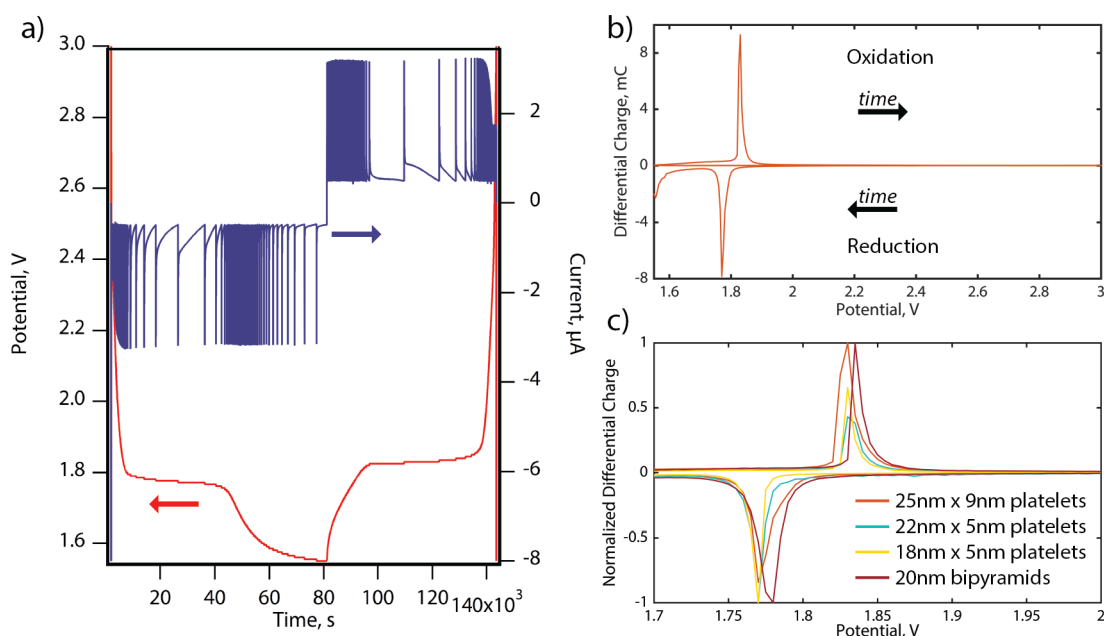 a)
3.0
2.8
2.6
2.4
2.2
2.0
1.8
1.6
Potential, V
2
0
-2
-4
-6
-8
Current, µA
20
40
60
80
100
120
140x10³
Time, s
b)
8
4
0
-4
-8
Differential Charge, mC
Oxidation
time
time
Reduction
1.6
1.8
2
2.2
2.4
2.6
2.8
3
Potential, V
c)
1
0.5
0
-0.5
-1
Normalized Differential Charge
25nm x 9nm platelets
22nm x 5nm platelets
18nm x 5nm platelets
20nm bipyramids
1.7
1.75
1.8
1.85
1.9
1.95
2
Potential, V